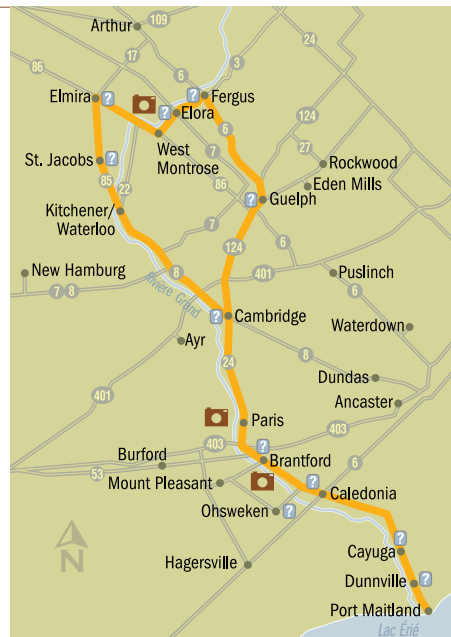 109
Arthur
24
17
86
6
3
Elmira
?
?
Fergus
?
Elora
124
6
West
Montrose
7
27
St. Jacobs
?
Rockwood
85
22
86
Eden Mills
?
Guelph
Kitchener/
Waterloo
7
6
124
New Hamburg
8
401
Puslinch
7
8
Rivière Grand
6
?
Cambridge
Waterdown
Ayr
8
24
Dundas
401
Ancaster
Paris
403
403
Burford
?
6
53
Brantford
Mount Pleasant
?
Caledonia
Ohsweken
?
N
?
Cayuga
Hagersville
Dunnville
?
Port Maitland
Lac Érié